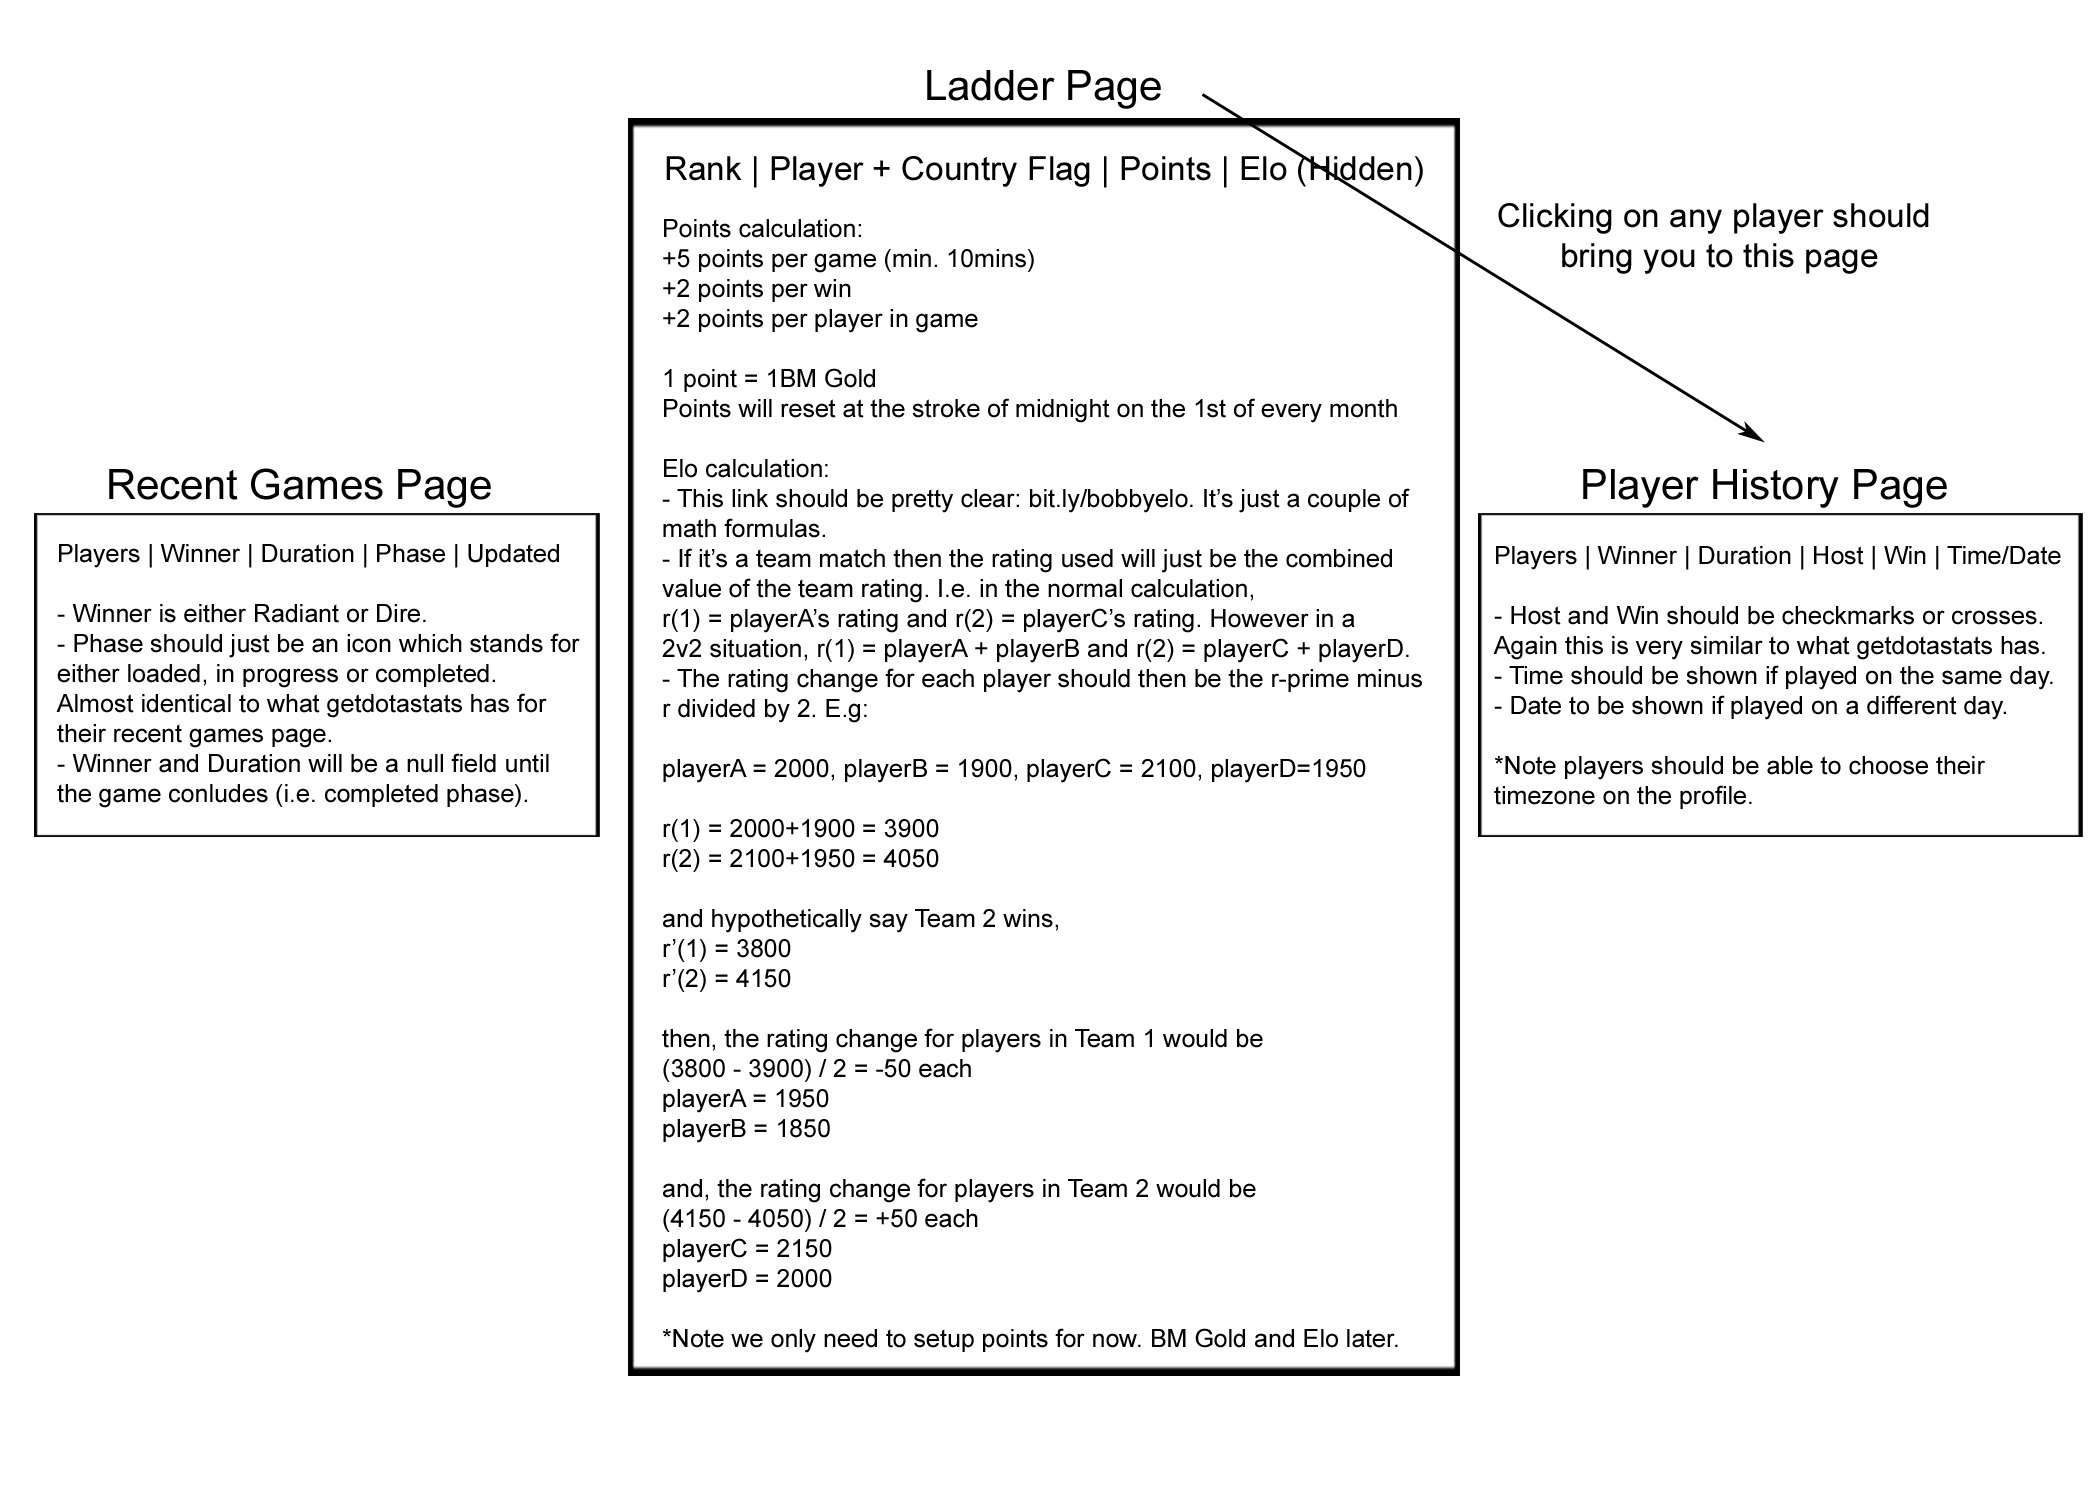 Ladder Page
Rank | Player + Country Flag | Points | Elo (Hidden)
Points calculation:
+5 points per game (min. 10mins)
+2 points per win
+2 points per player in game
1 point = 1BM Gold
Points will reset at the stroke of midnight on the 1st of every month
Elo calculation:
- This link should be pretty clear: bit.ly/bobbyelo. It’s just a couple of
math formulas.
- If it’s a team match then the rating used will just be the combined
value of the team rating. I.e. in the normal calculation,
r(1) = playerA’s rating and r(2) = playerC’s rating. However in a
2v2 situation, r(1) = playerA + playerB and r(2) = playerC + playerD.
- The rating change for each player should then be the r-prime minus
r divided by 2. E.g:
playerA = 2000, playerB = 1900, playerC = 2100, playerD=1950
r(1) = 2000+1900 = 3900
r(2) = 2100+1950 = 4050
and hypothetically say Team 2 wins,
r’(1) = 3800
r’(2) = 4150
then, the rating change for players in Team 1 would be
(3800 - 3900) / 2 = -50 each
playerA = 1950
playerB = 1850
and, the rating change for players in Team 2 would be
(4150 - 4050) / 2 = +50 each
playerC = 2150
playerD = 2000
*Note we only need to setup points for now. BM Gold and Elo later.
Clicking on any player should
bring you to this page
Recent Games Page
Players | Winner | Duration | Phase | Updated
- Winner is either Radiant or Dire.
- Phase should just be an icon which stands for
either loaded, in progress or completed.
Almost identical to what getdotastats has for
their recent games page.
- Winner and Duration will be a null field until
the game conludes (i.e. completed phase).
Player History Page
Players | Winner | Duration | Host | Win | Time/Date
- Host and Win should be checkmarks or crosses.
Again this is very similar to what getdotastats has.
- Time should be shown if played on the same day.
- Date to be shown if played on a different day.
*Note players should be able to choose their
timezone on the profile.